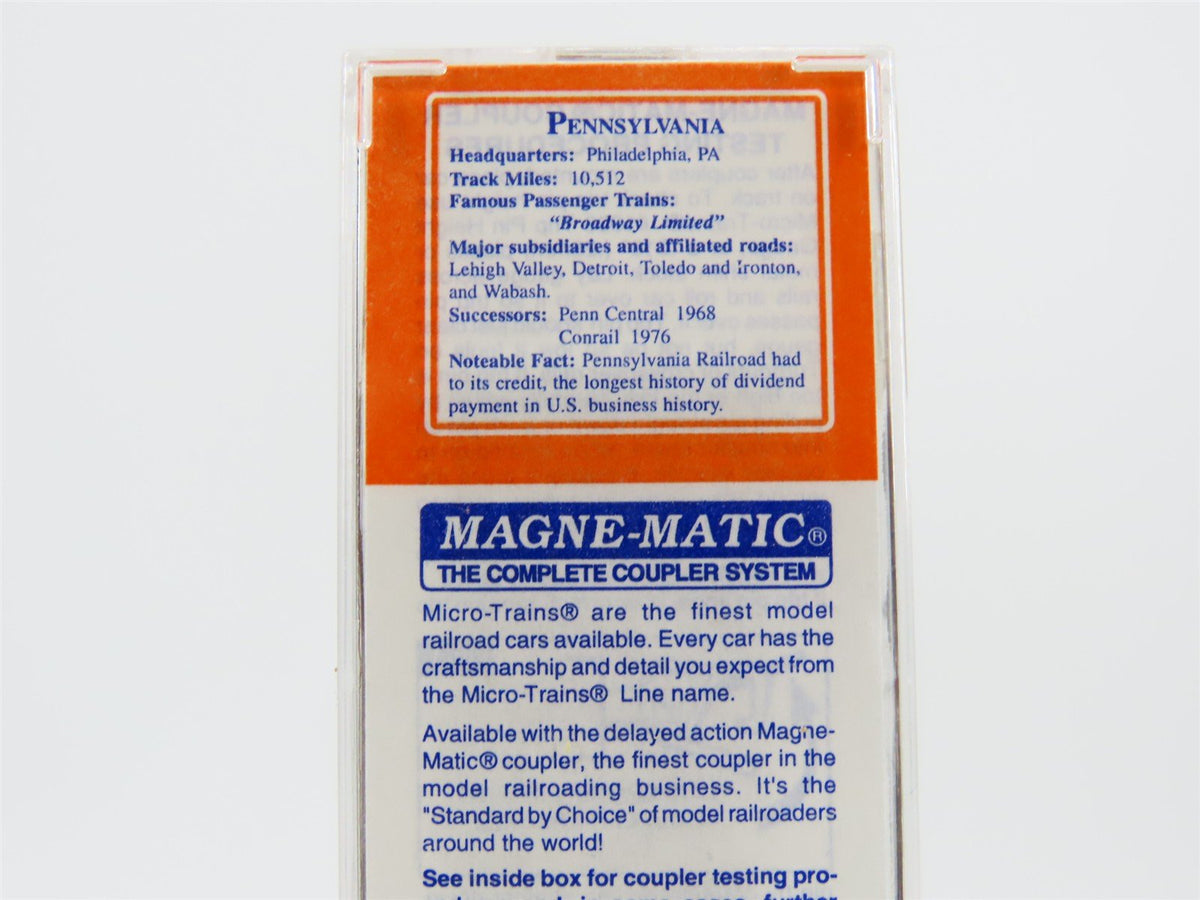 PENNSYLVANIA
Headquarters: Philadelphia, PA
Track Miles: 10,512
Famous Passenger Trains:
"Broadway Limited"
Major subsidiaries and affiliated roads:
Lehigh Valley, Detroit, Toledo and Ironton,
and Wabash.
Successors: Penn Central 1968
Conrail 1976
Noteable Fact: Pennsylvania Railroad had
to its credit, the longest history of dividend
payment in U.S. business history.
MAGNE-MATIC®
THE COMPLETE COUPLER SYSTEM
Micro-Trains® are the finest model
railroad cars available. Every car has the
craftsmanship and detail you expect from
the Micro-Trains® Line name.
Available with the delayed action Magne-
Matic® coupler, the finest coupler in the
model railroading business. It's the
"Standard by Choice" of model railroaders
around the world!
See inside box for coupler testing pro-